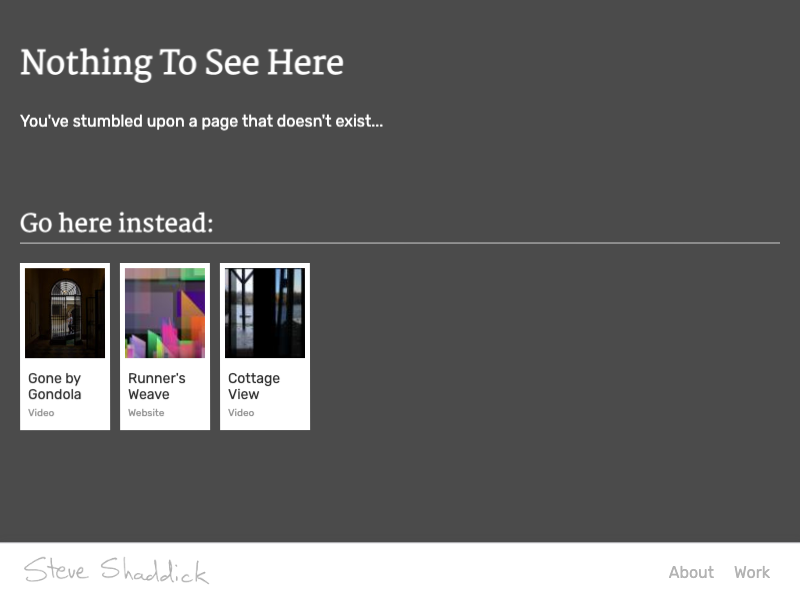 Nothing To See Here
You've stumbled upon a page that doesn't exist...
Go here instead:
Gone by
Gondola
Video
Runner's
Weave
Website
Cottage
View
Video
Steve Shaddick
About
Work